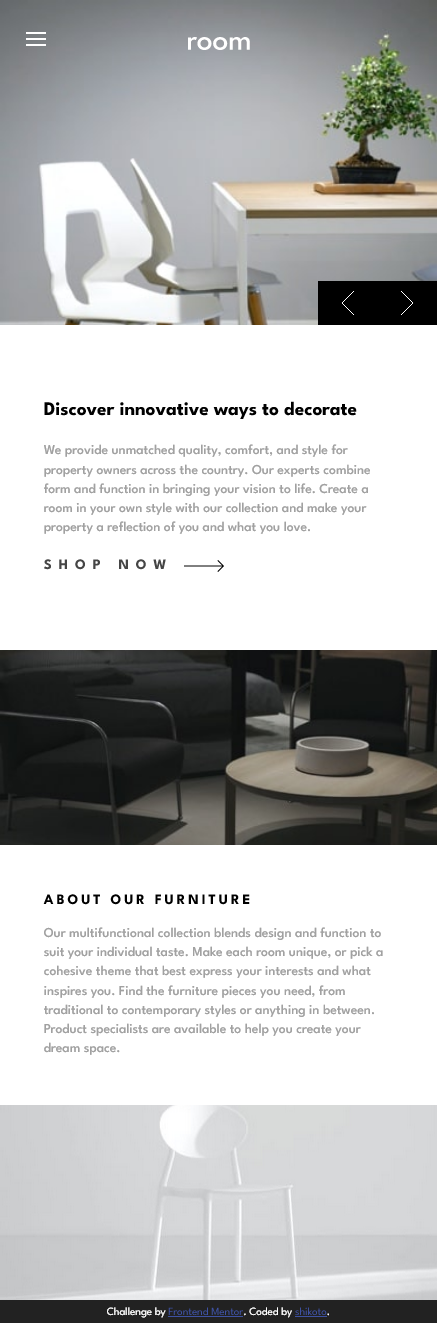 room
Discover innovative ways to decorate
We provide unmatched quality, comfort, and style for
property owners across the country. Our experts combine
form and function in bringing your vision to life. Create a
room in your own style with our collection and make your
property a reflection of you and what you love.
SHOP NOW
ABOUT OUR FURNITURE
Our multifunctional collection blends design and function to
suit your individual taste. Make each room unique, or pick a
cohesive theme that best express your interests and what
inspires you. Find the furniture pieces you need, from
traditional to contemporary styles or anything in between.
Product specialists are available to help you create your
dream space.
Challenge by Frontend Mentor. Coded by shikoto.